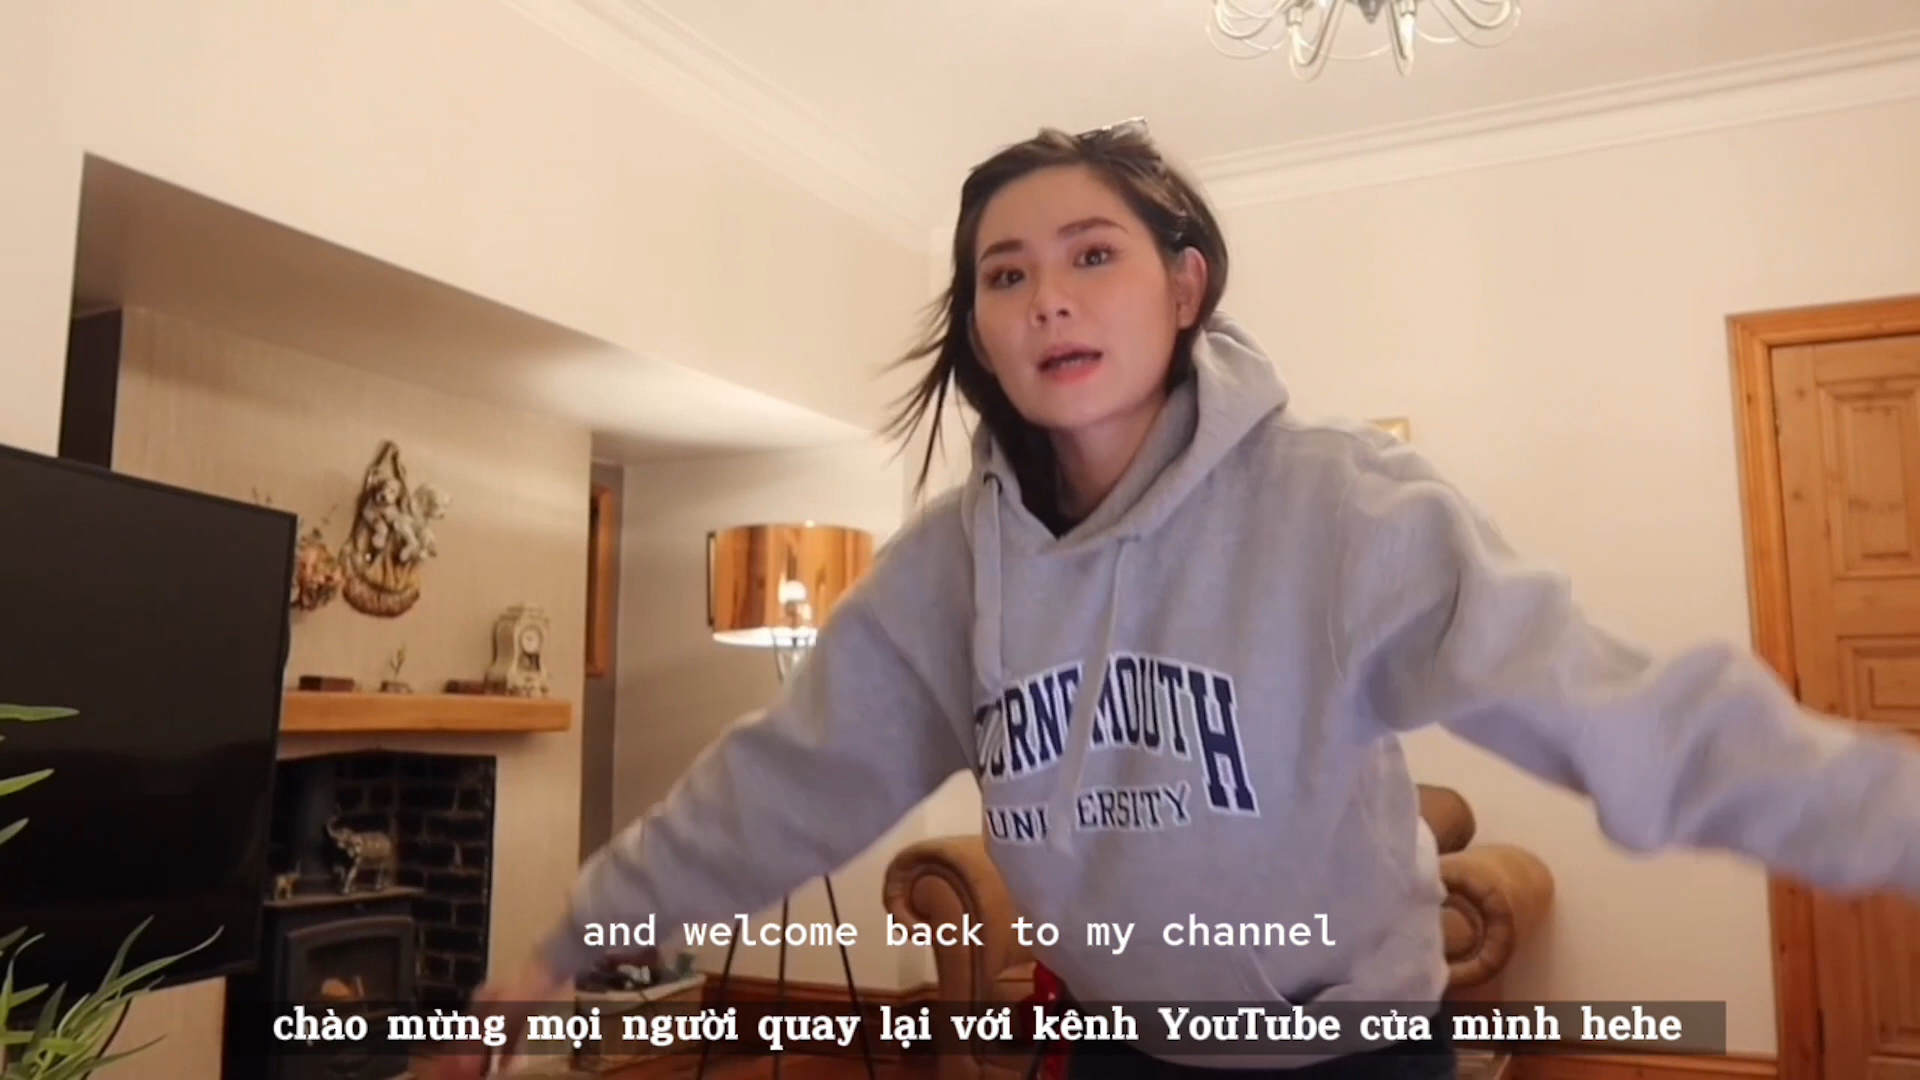 BOURNEMOUTH
UNIVERSITY
and welcome back to my channel
chào mừng mọi người quay lại với kênh YouTube của mình hehe